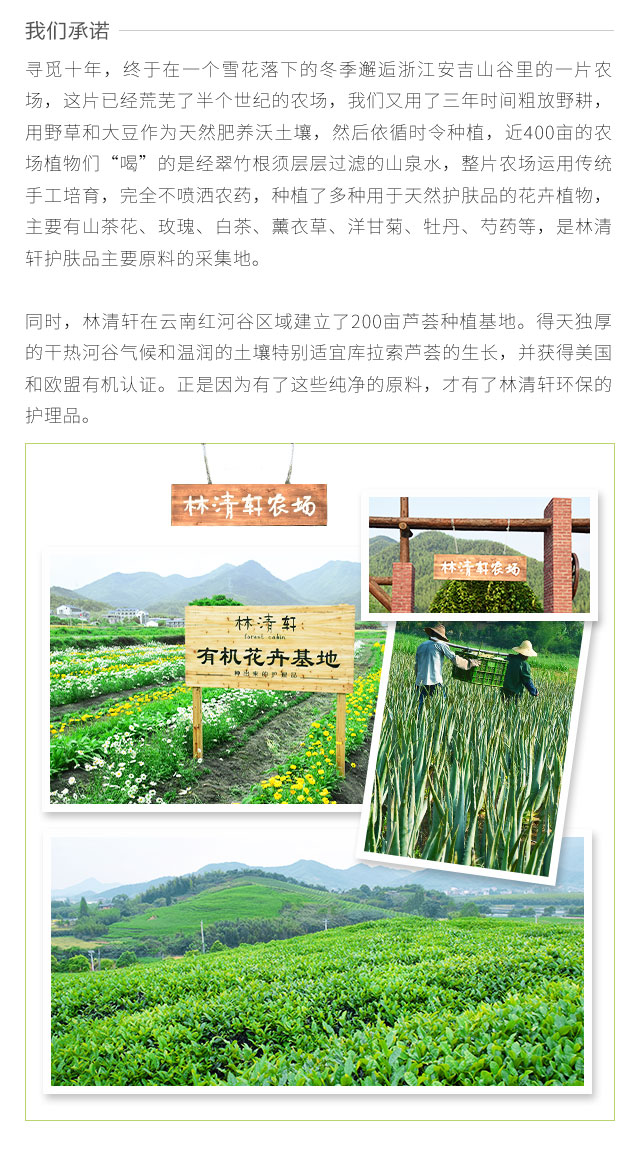 我们承诺
寻觅十年，终于在一个雪花落下的冬季邂逅浙江安吉山谷里的一片农
场，这片已经荒芜了半个世纪的农场，我们又用了三年时间粗放野耕，
用野草和大豆作为天然肥养沃土壤，然后依循时令种植，近400亩的农
场植物们“喝”的是经翠竹根须层层过滤的山泉水，整片农场运用传统
手工培育，完全不喷洒农药，种植了多种用于天然护肤品的花卉植物，
主要有山茶花、玫瑰、白茶、薰衣草、洋甘菊、牡丹、芍药等，是林清
轩护肤品主要原料的采集地。
同时，林清轩在云南红河谷区域建立了200亩芦荟种植基地。得天独厚
的干热河谷气候和温润的土壤特别适宜库拉索芦荟的生长，并获得美国
和欧盟有机认证。正是因为有了这些纯净的原料，才有了林清轩环保的
护理品。
林清轩农场
林清轩农场
林清轩
forest cabin
有机花卉基地